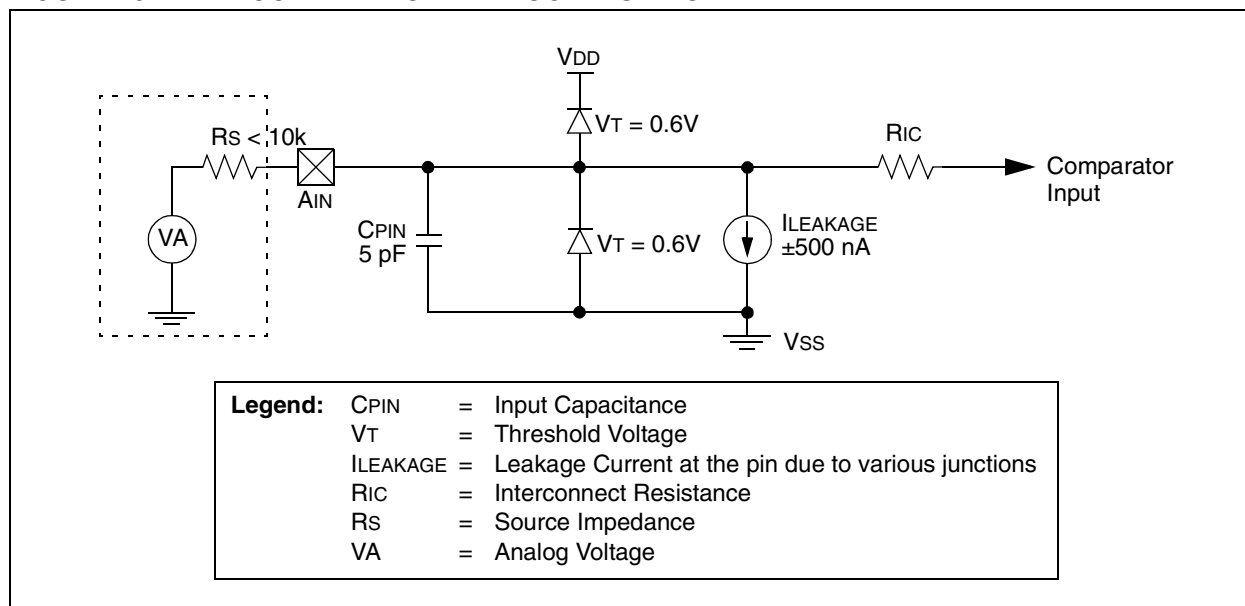 VDD
VT = 0.6V
RS < 10k
RIC
AIN
Comparator
Input
VA
CPIN
5 pF
VT = 0.6V
ILEAKAGE
±500 nA
VSS
Legend: CPIN = Input Capacitance
VT = Threshold Voltage
ILEAKAGE = Leakage Current at the pin due to various junctions
RIC = Interconnect Resistance
RS = Source Impedance
VA = Analog Voltage